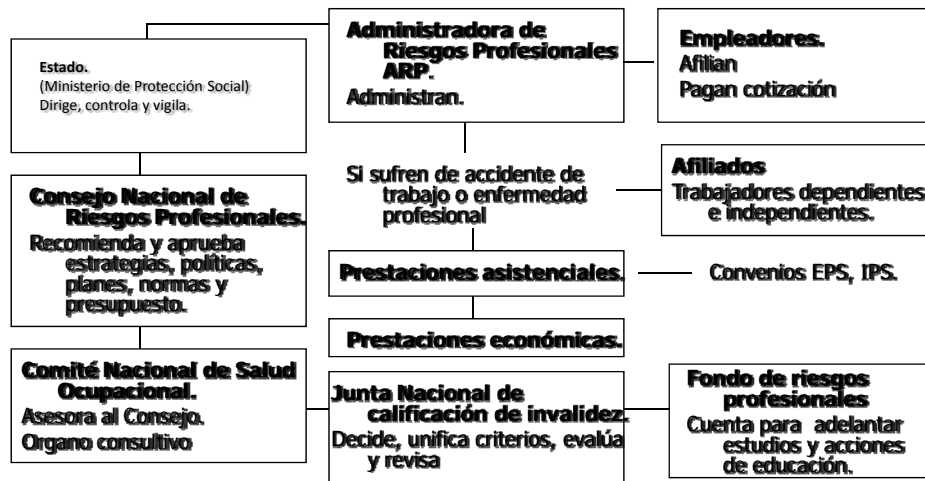 Estado.
(Ministerio de Protección Social)
Dirige, controla y vigila.
Administradora de
Riesgos Profesionales
ARP.
Administran.
Empleadores.
Afilian
Pagan cotización
Consejo Nacional de
Riesgos Profesionales.
Recomienda y aprueba
estrategias, políticas,
planes, normas y
presupuesto.
Si sufren de accidente de
trabajo o enfermedad
profesional
Afiliados
Trabajadores dependientes
e independientes.
Prestaciones asistenciales.
Convenios EPS, IPS.
Prestaciones económicas.
Comité Nacional de Salud
Ocupacional.
Asesora al Consejo.
Organo consultivo
Junta Nacional de
calificación de invalidez.
Decide, unifica criterios, evalúa
y revisa
Fondo de riesgos
profesionales
Cuenta para adelantar
estudios y acciones
de educación.